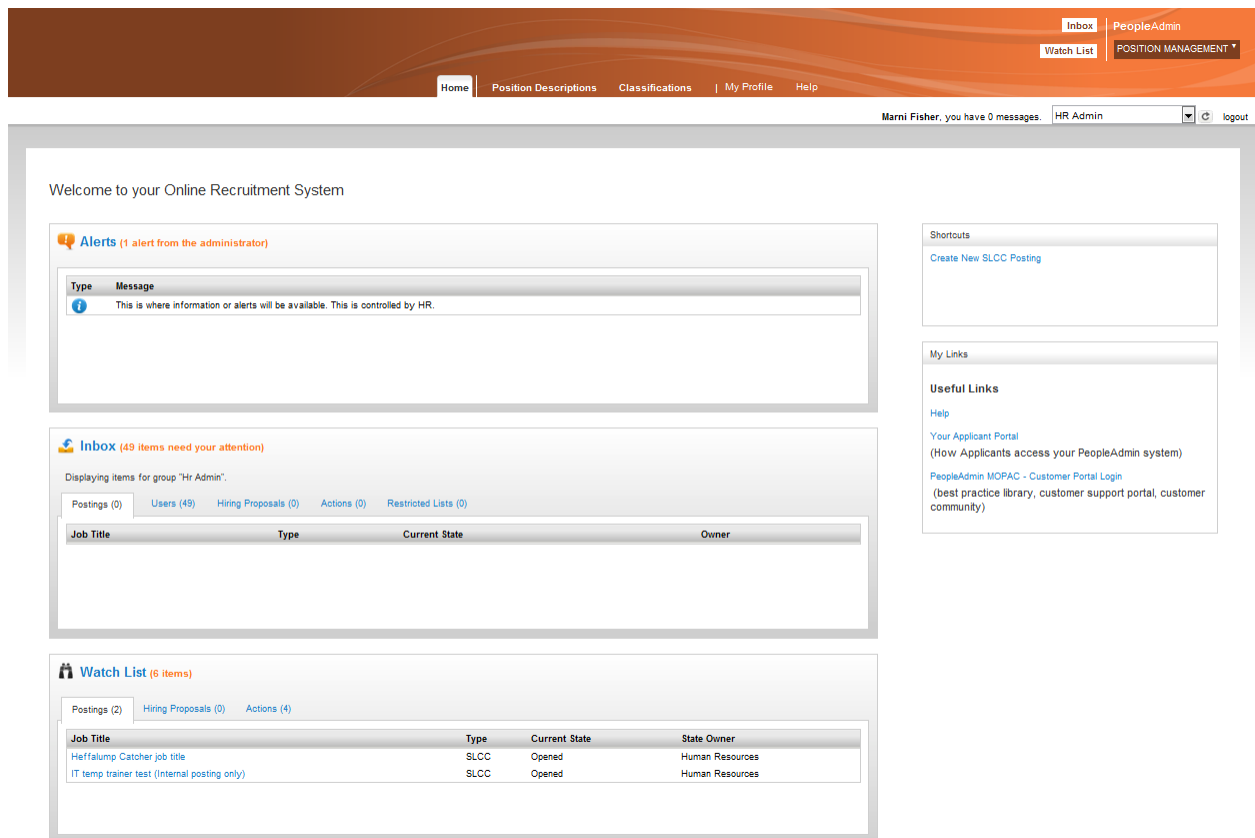 Inbox
PeopleAdmin
Watch List
POSITION MANAGEMENT
Home
Position Descriptions
Classifications
| My Profile
Help
Marni Fisher, you have 0 messages.
HR Admin
logout
Welcome to your Online Recruitment System
Alerts (1 alert from the administrator)
Type Message
This is where information or alerts will be available. This is controlled by HR.
Inbox (49 items need your attention)
Displaying items for group "Hr Admin".
Postings (0) Users (49) Hiring Proposals (0) Actions (0) Restricted Lists (0)
Job Title Type Current State Owner
Watch List (6 items)
Postings (2) Hiring Proposals (0) Actions (4)
Job Title Type Current State State Owner
Heffalump Catcher job title SLCC Opened Human Resources
IT temp trainer test (Internal posting only) SLCC Opened Human Resources
Shortcuts
Create New SLCC Posting
My Links
Useful Links
Help
Your Applicant Portal
(How Applicants access your PeopleAdmin system)
PeopleAdmin MOPAC - Customer Portal Login
(best practice library, customer support portal, customer
community)